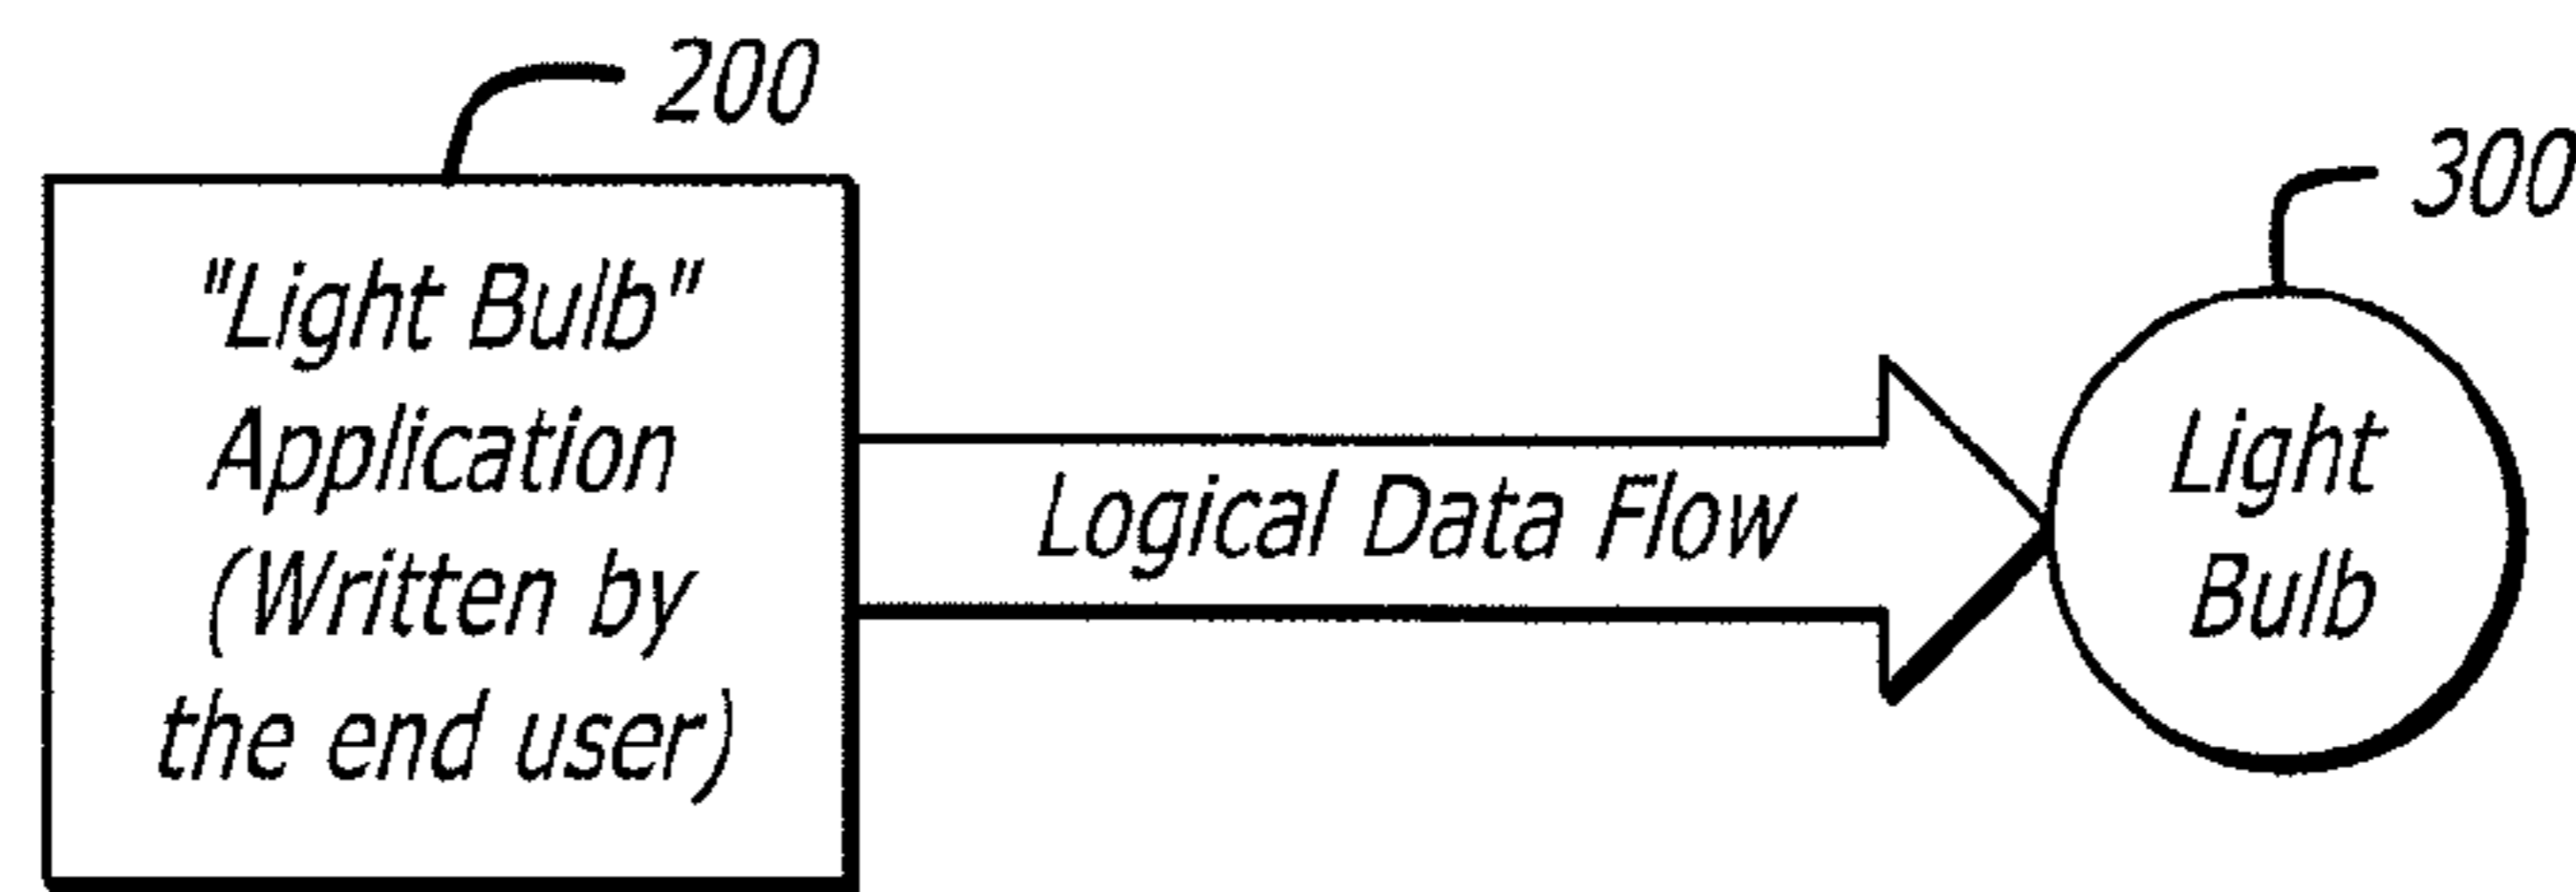 200
300
"Light Bulb"
Application
(Written by
the end user)
Logical Data Flow
Light
Bulb